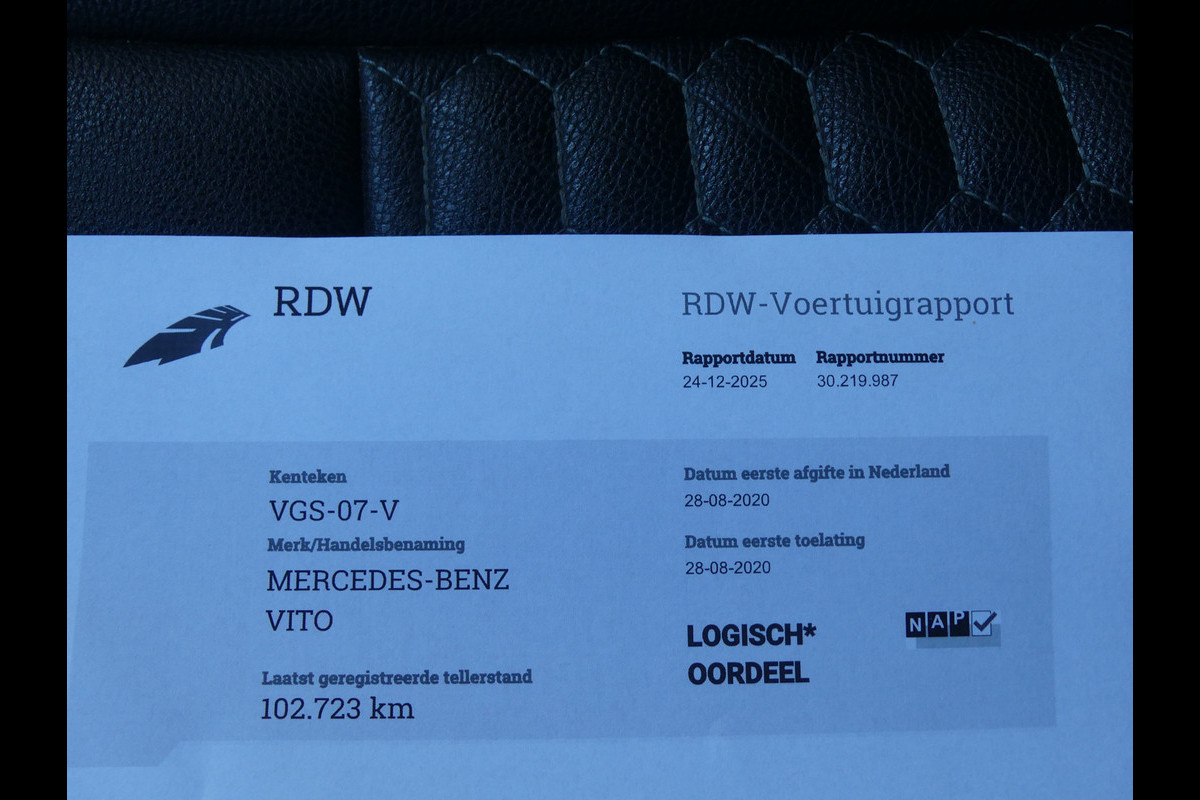 RDW
RDW-Voertuigrapport
Rapportdatum Rapportnummer
24-12-2025 30.219.987
Kenteken
VGS-07-V
Merk/Handelsbenaming
MERCEDES-BENZ
VITO
Laatst geregistreerde tellerstand
102.723 km
Datum eerste afgifte in Nederland
28-08-2020
Datum eerste toelating
28-08-2020
LOGISCH*
OORDEEL
NAP